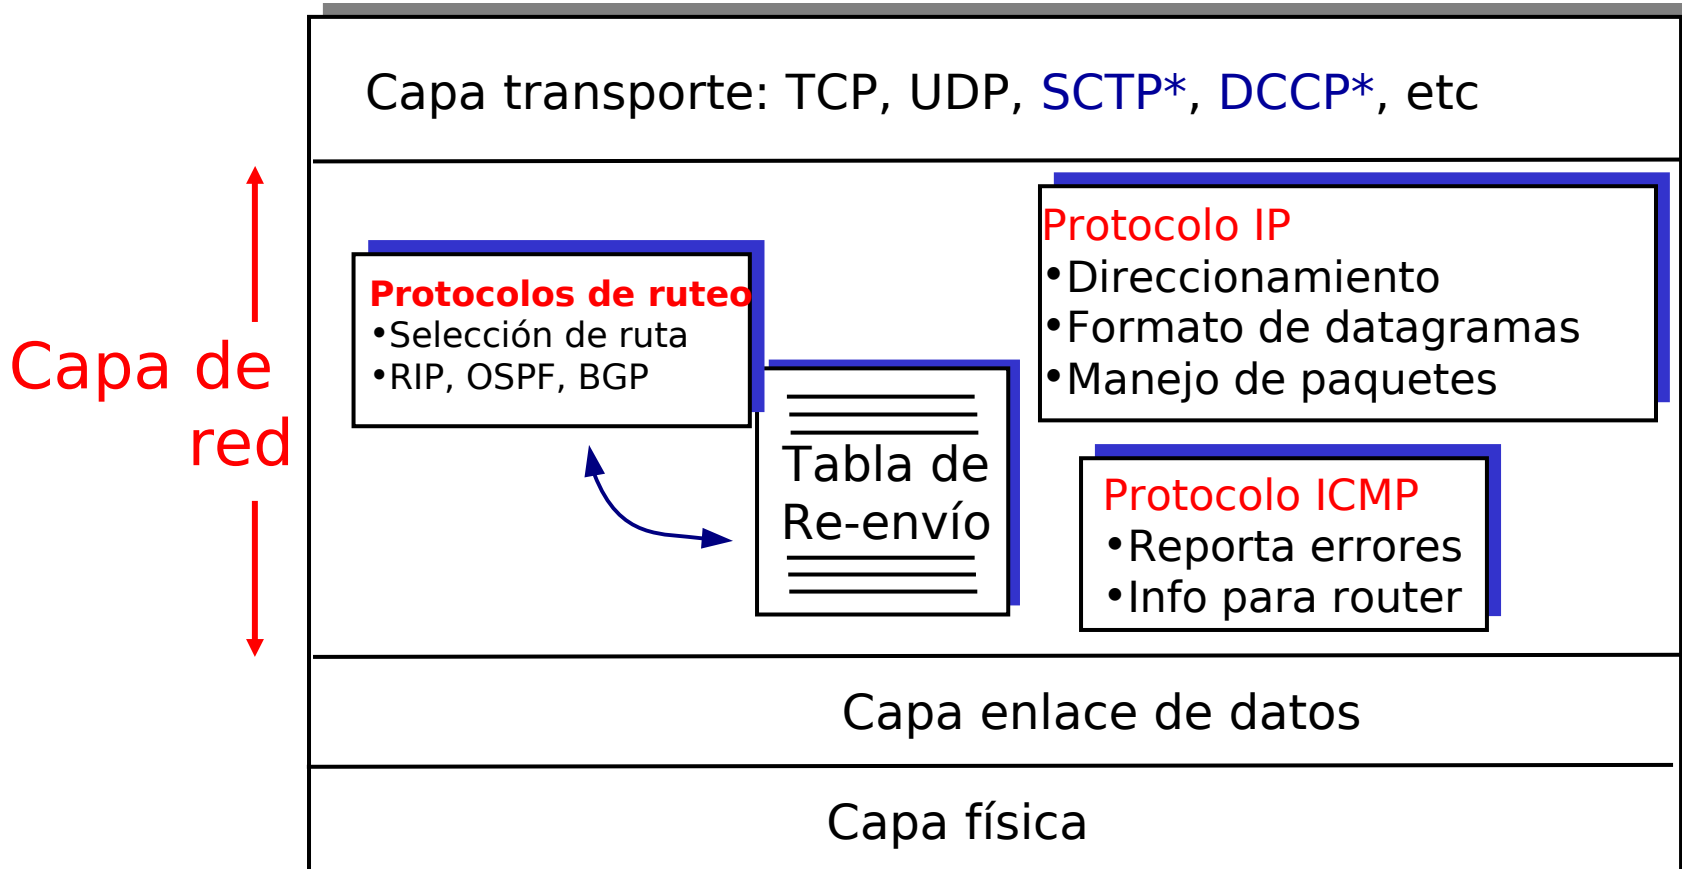 Capa transporte: TCP, UDP, SCTP*, DCCP*, etc
Capa de
red
Protocolos de ruteo
•Selección de ruta
•RIP, OSPF, BGP
Tabla de
Re-envío
Protocolo IP
•Direccionamiento
•Formato de datagramas
•Manejo de paquetes
Protocolo ICMP
•Reporta errores
•Info para router
Capa enlace de datos
Capa física